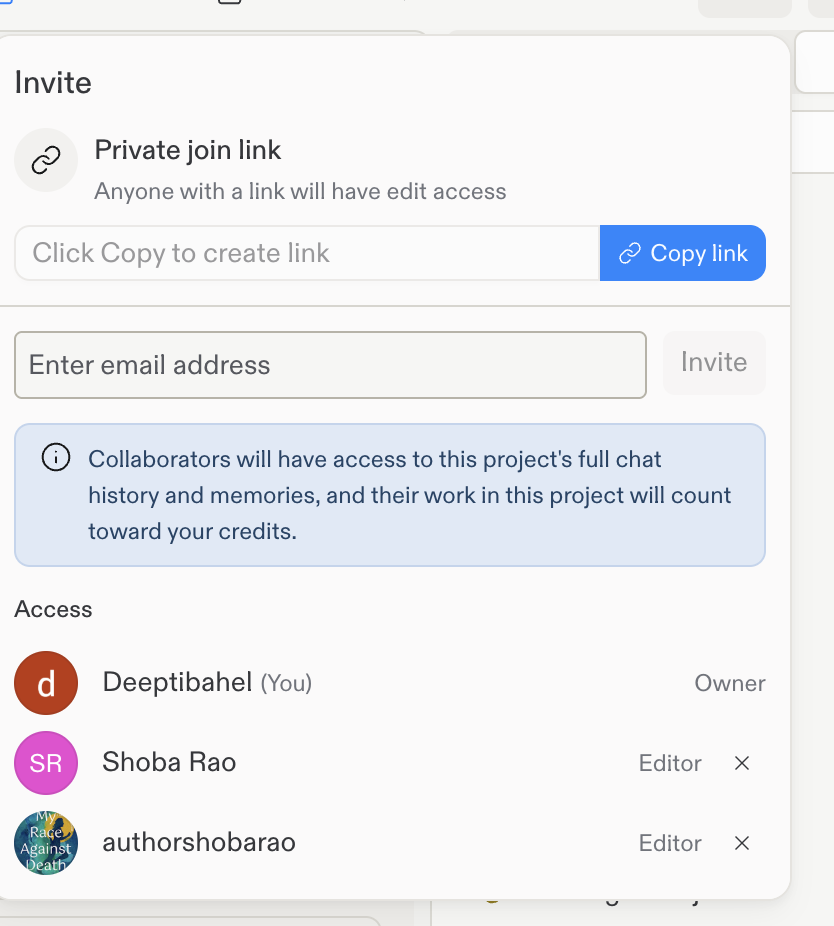 Invite
Private join link
Anyone with a link will have edit access
Click Copy to create link
Copy link
Enter email address
Invite
Collaborators will have access to this project's full chat
history and memories, and their work in this project will count
toward your credits.
Access
d
Deeptibahel (You)
Owner
SR
Shoba Rao
Editor
My
Race
Against
Death
authorshobarao
Editor